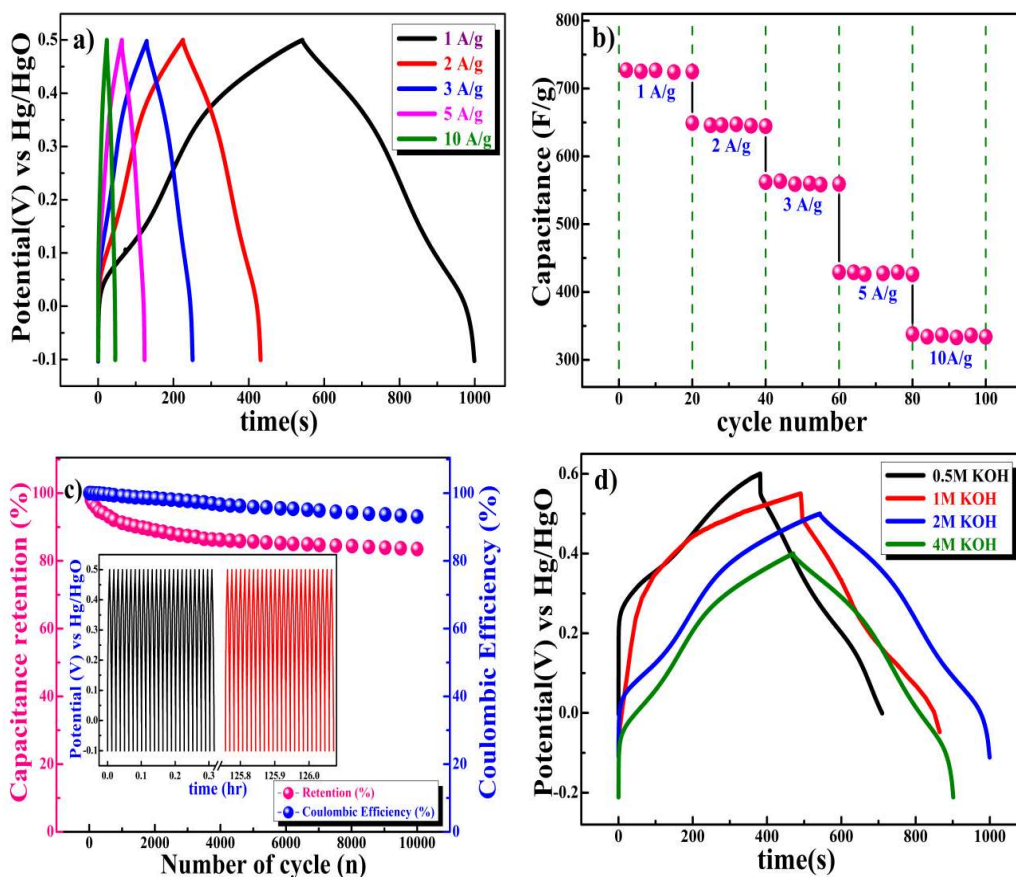 a)
1 A/g
2 A/g
3 A/g
5 A/g
10 A/g
Potential(V) vs Hg/HgO
0.5
0.4
0.3
0.2
0.1
0.0
-0.1
0 200 400 600 800 1000
time(s)
b)
Capacitance (F/g)
800
700
600
500
400
300
1 A/g
2 A/g
3 A/g
5 A/g
10A/g
0 20 40 60 80 100
cycle number
c)
Capacitance retention (%)
100
80
60
40
20
0
Coulombic Efficiency (%)
100
80
60
40
20
0
Potential (V) vs Hg/HgO
0.5
0.4
0.3
0.2
0.1
0.0
-0.1
0.0 0.1 0.2 0.3 125.8 125.9 126.0
time (hr)
Retention (%)
Coulombic Efficiency (%)
0 2000 4000 6000 8000 10000
Number of cycle (n)
d)
0.5M KOH
1M KOH
2M KOH
4M KOH
Potential(V) vs Hg/HgO
0.6
0.4
0.2
0.0
-0.2
0 200 400 600 800 1000
time(s)